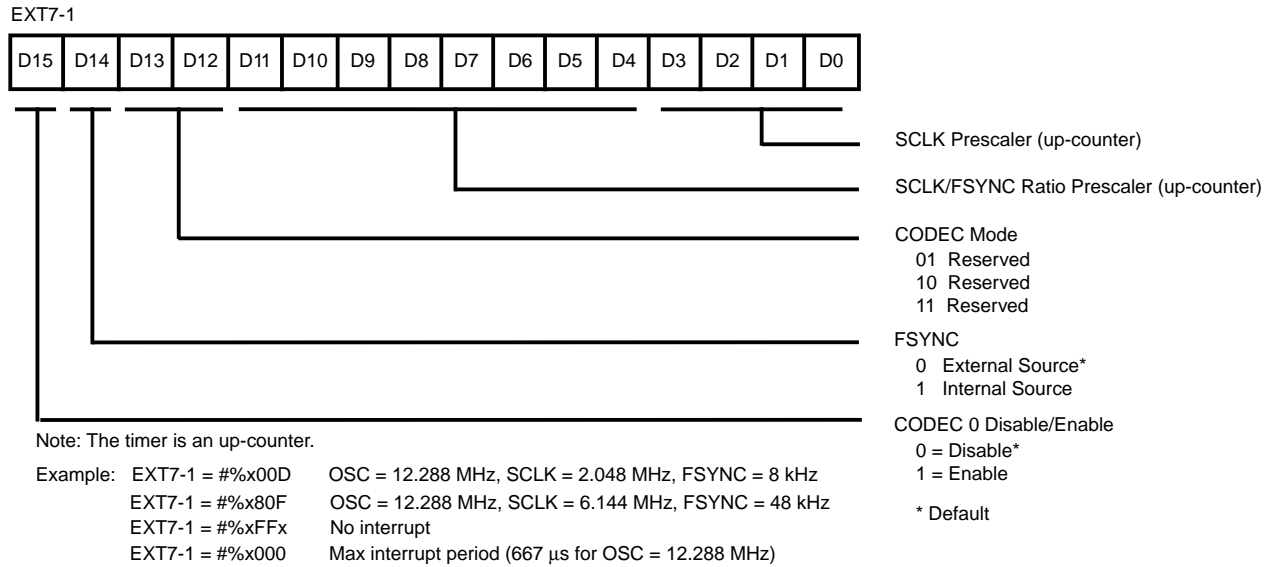 EXT7-1
D15 D14 D13 D12 D11 D10 D9 D8 D7 D6 D5 D4 D3 D2 D1 D0
SCLK Prescaler (up-counter)
SCLK/FSYNC Ratio Prescaler (up-counter)
CODEC Mode
01 Reserved
10 Reserved
11 Reserved
FSYNC
0 External Source*
1 Internal Source
CODEC 0 Disable/Enable
0 = Disable*
1 = Enable
* Default
Note: The timer is an up-counter.
Example: EXT7-1 = #%x00D OSC = 12.288 MHz, SCLK = 2.048 MHz, FSYNC = 8 kHz
EXT7-1 = #%x80F OSC = 12.288 MHz, SCLK = 6.144 MHz, FSYNC = 48 kHz
EXT7-1 = #%xFFx No interrupt
EXT7-1 = #%x000 Max interrupt period (667 μs for OSC = 12.288 MHz)